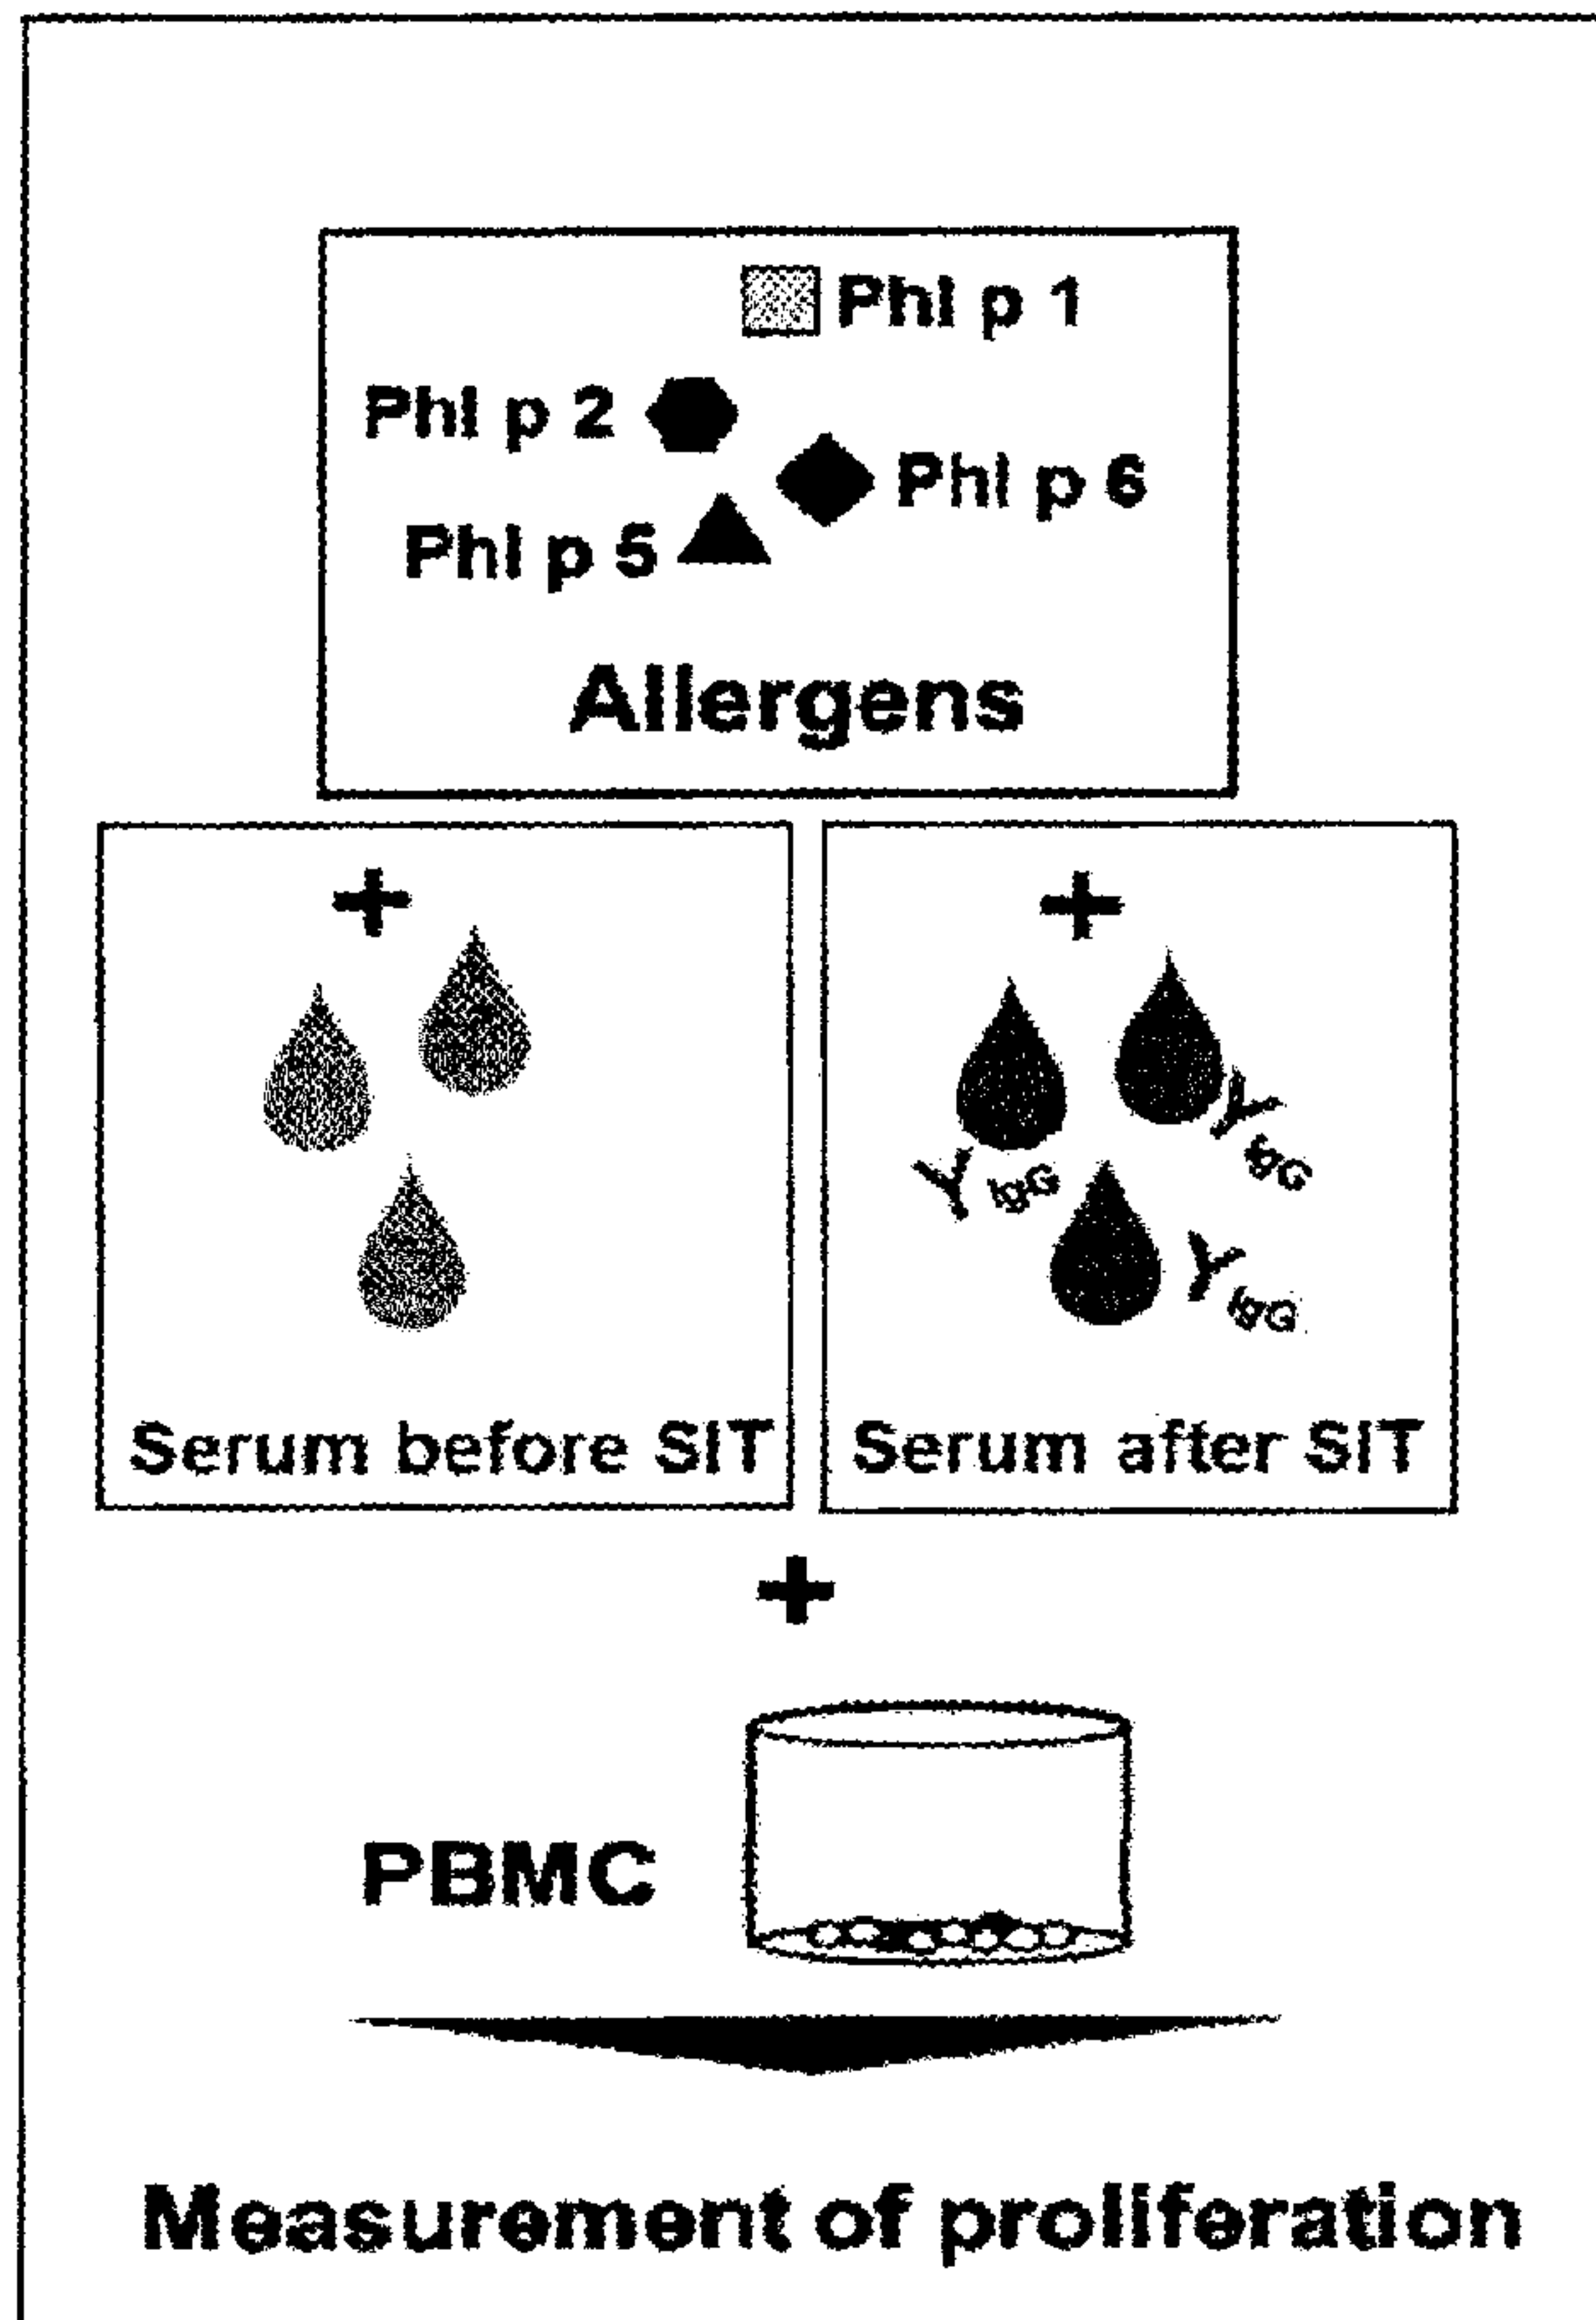 Phl p 1
Phl p 2
Phl p 6
Phl p 5
Allergens
+
+
IgG
IgG
IgG
Serum before SIT
Serum after SIT
+
PBMC
Measurement of proliferation